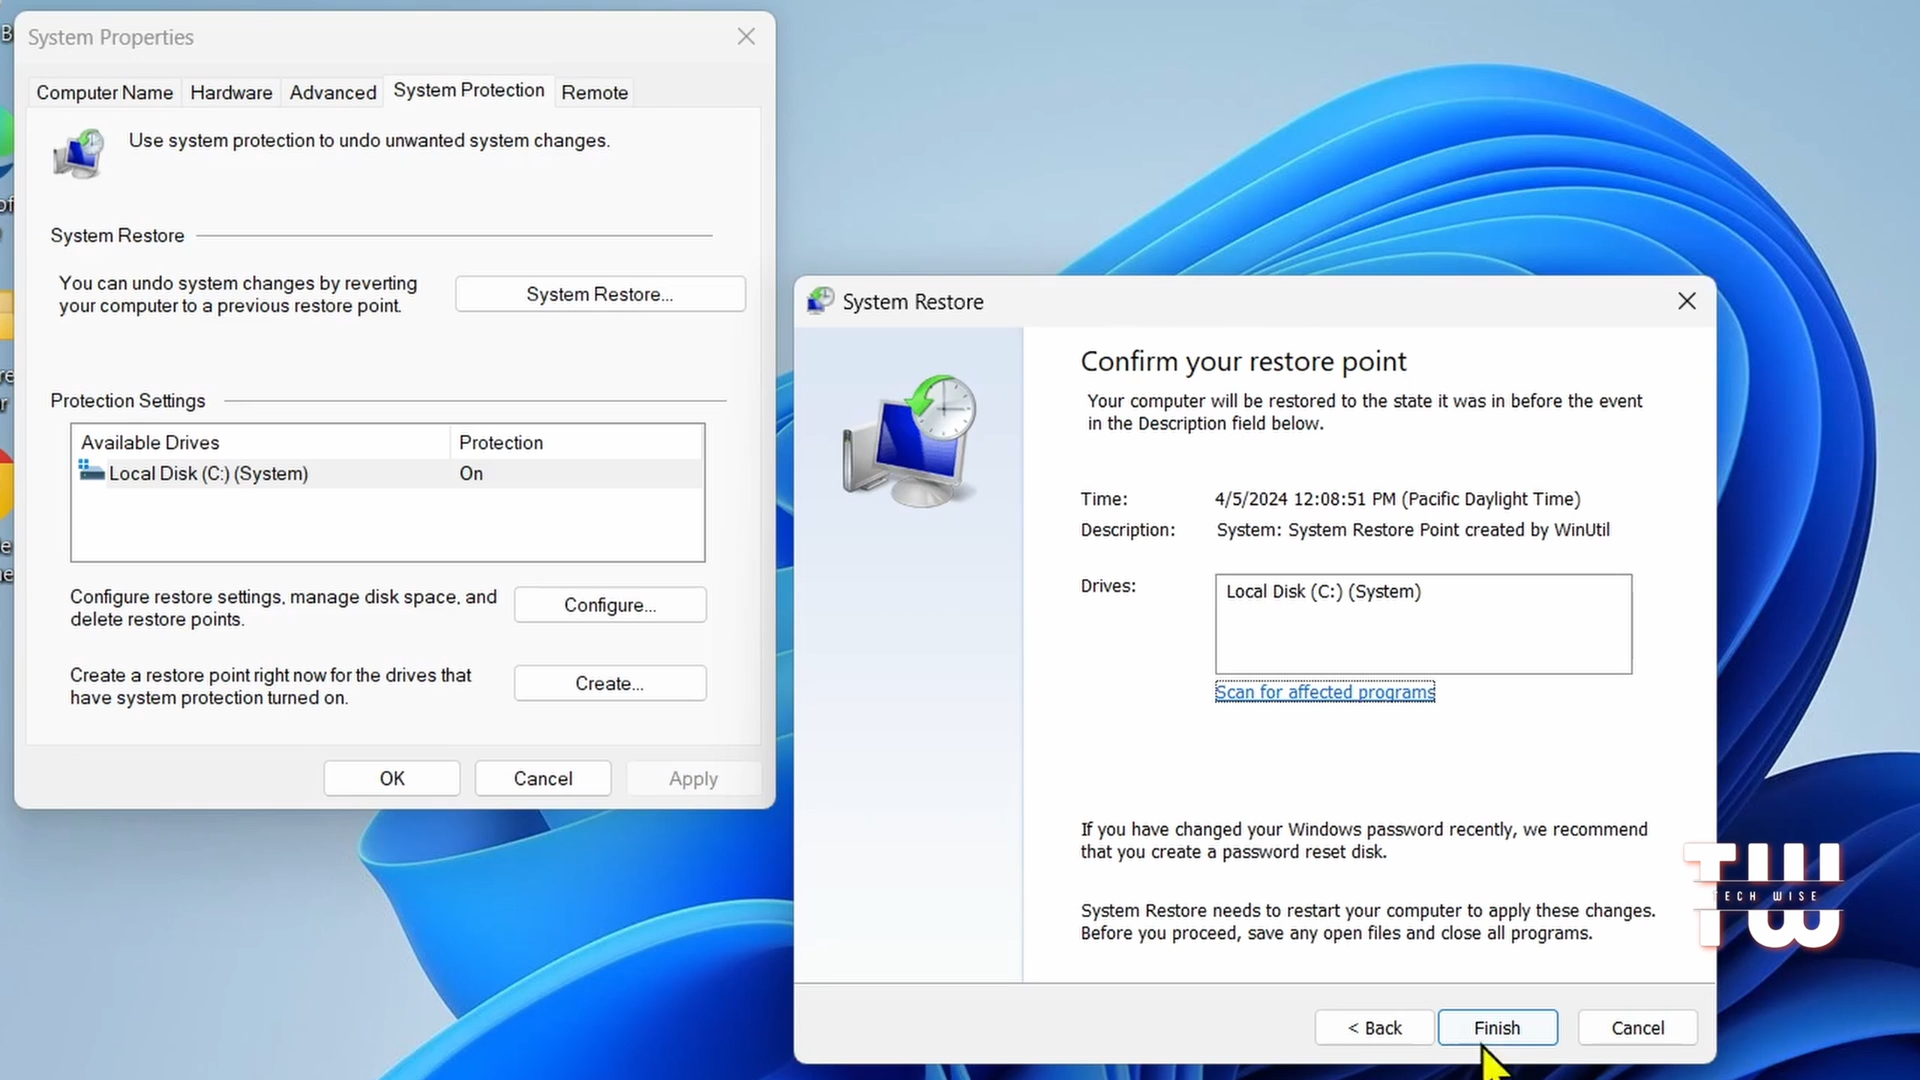 System Properties
Computer Name
Hardware
Advanced
System Protection
Remote
Use system protection to undo unwanted system changes.
System Restore
You can undo system changes by reverting
your computer to a previous restore point.
System Restore...
Protection Settings
Available Drives
Protection
Local Disk (C:) (System)
On
Configure restore settings, manage disk space, and
delete restore points.
Configure...
Create a restore point right now for the drives that
have system protection turned on.
Create...
OK
Cancel
Apply
System Restore
Confirm your restore point
Your computer will be restored to the state it was in before the event
in the Description field below.
Time:
4/5/2024 12:08:51 PM (Pacific Daylight Time)
Description:
System: System Restore Point created by WinUtil
Drives:
Local Disk (C:) (System)
Scan for affected programs
If you have changed your Windows password recently, we recommend
that you create a password reset disk.
System Restore needs to restart your computer to apply these changes.
Before you proceed, save any open files and close all programs.
< Back
Finish
Cancel
TW
TECH WISE